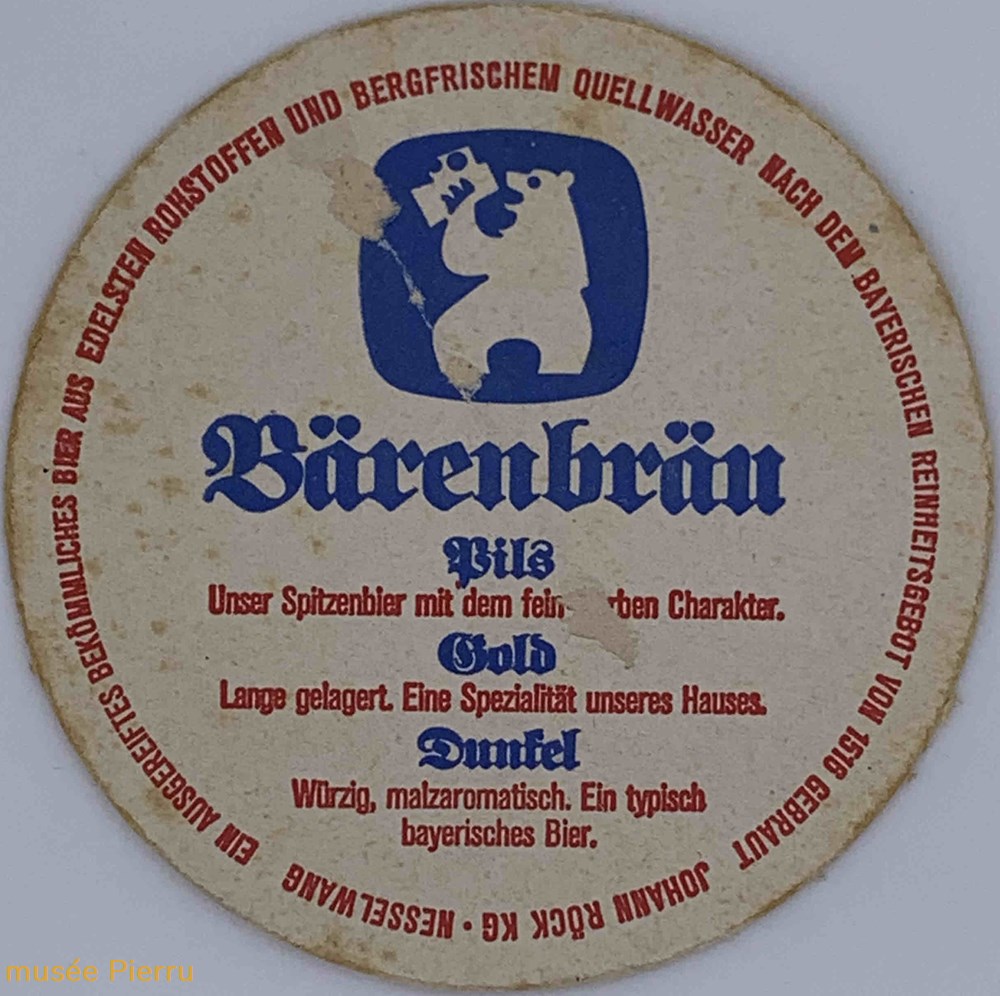 EIN AUSGEREIFTES BEKÖMMLICHES BIER AUS EDELSTEN ROHSTOFFEN UND BERGFRISCHEM QUELLWASSER NACH DEM BAYERISCHEN REINHEITSGEBOT VON 1516 GEBRAUT
Bärenbräu
Pils
Unser Spitzenbier mit dem Charakter.
Gold
Lange gelagert. Eine Spezialität unseres Hauses.
Dunkel
Würzig, malzaromatisch. Ein typisch
bayerisches Bier.
JOHANN RÖCK KG • NESSELWANG
musée Pierru